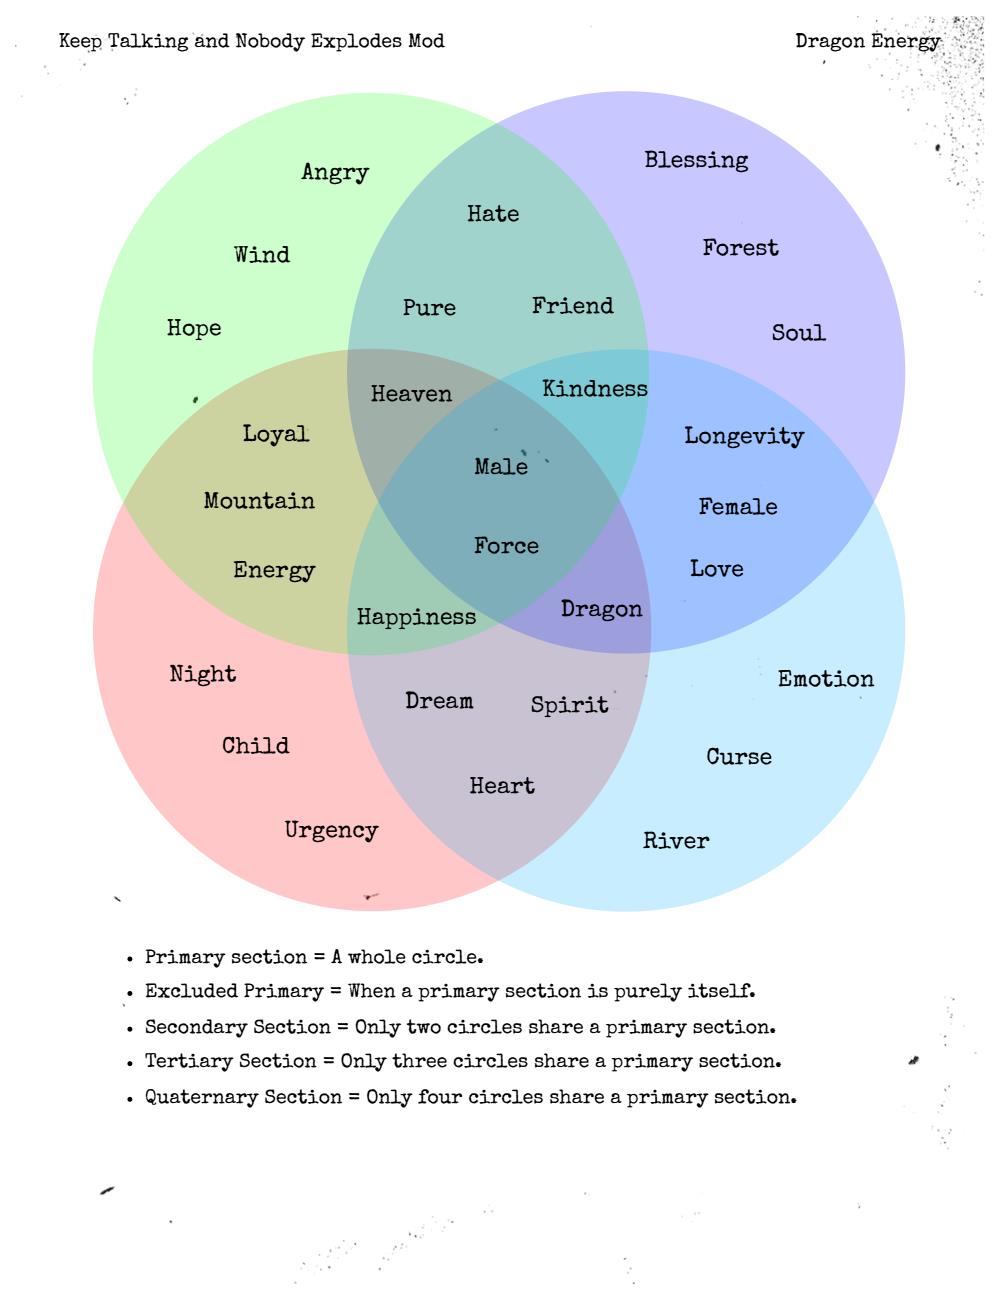 Keep Talking and Nobody Explodes Mod
Dragon Energy
Blessing
Angry
Hate
Forest
Wind
Pure
Friend
Hope
Soul
Heaven
Kindness
Loyal
Longevity
Male
Mountain
Female
Force
Energy
Love
Happiness
Dragon
Night
Emotion
Dream
Spirit
Child
Curse
Heart
Urgency
River
• Primary section = A whole circle.
• Excluded Primary = When a primary section is purely itself.
• Secondary Section = Only two circles share a primary section.
• Tertiary Section = Only three circles share a primary section.
• Quaternary Section = Only four circles share a primary section.